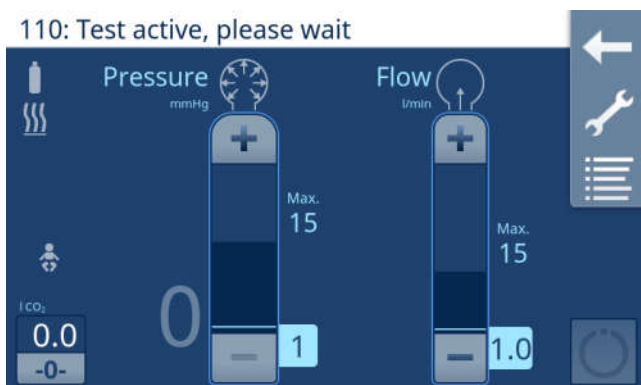 110: Test active, please wait
Pressure
mmHg
Flow
l/min
Max.
15
Max.
15
0
1
1.0
l CO₂
0.0
-0-